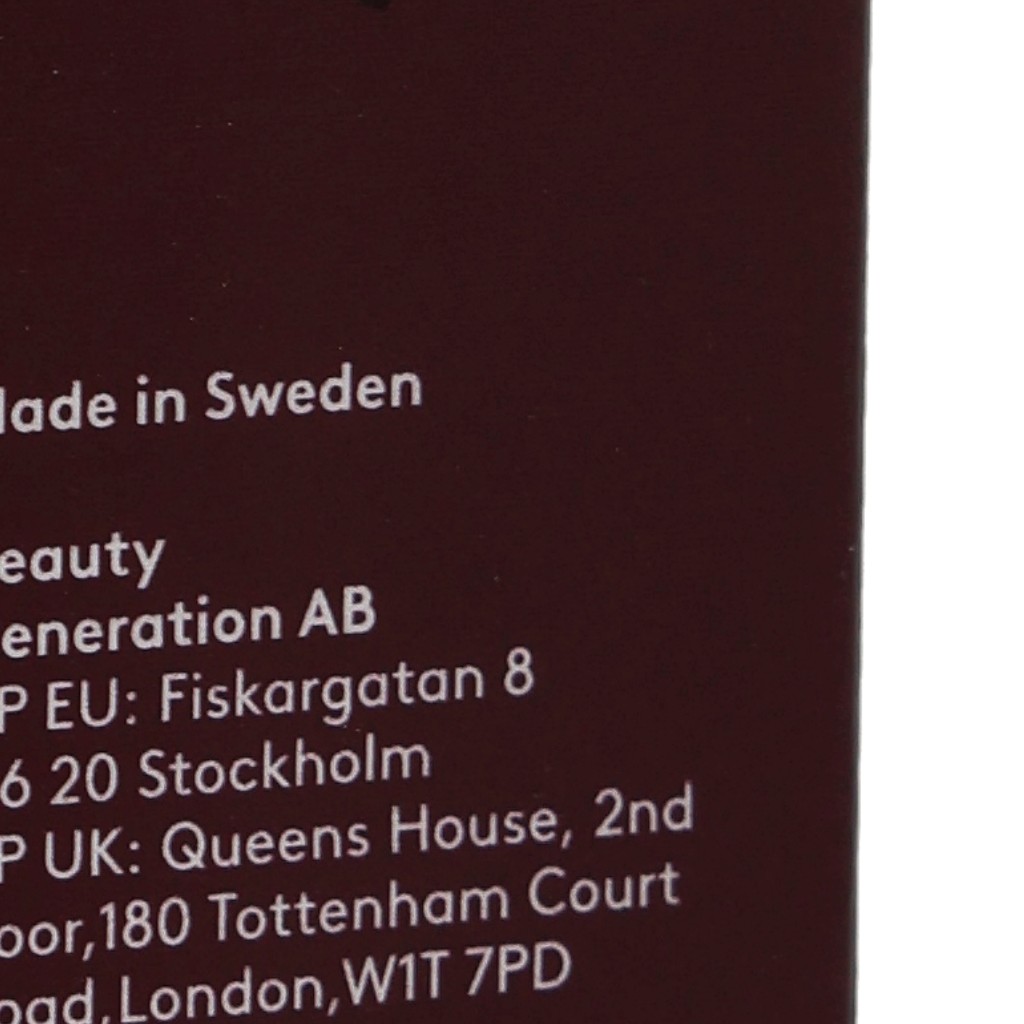 ade in Sweden
eauty
eneration AB
P EU: Fiskargatan 8
6 20 Stockholm
P UK: Queens House, 2nd
oor,180 Tottenham Court
oad,London,W1T 7PD